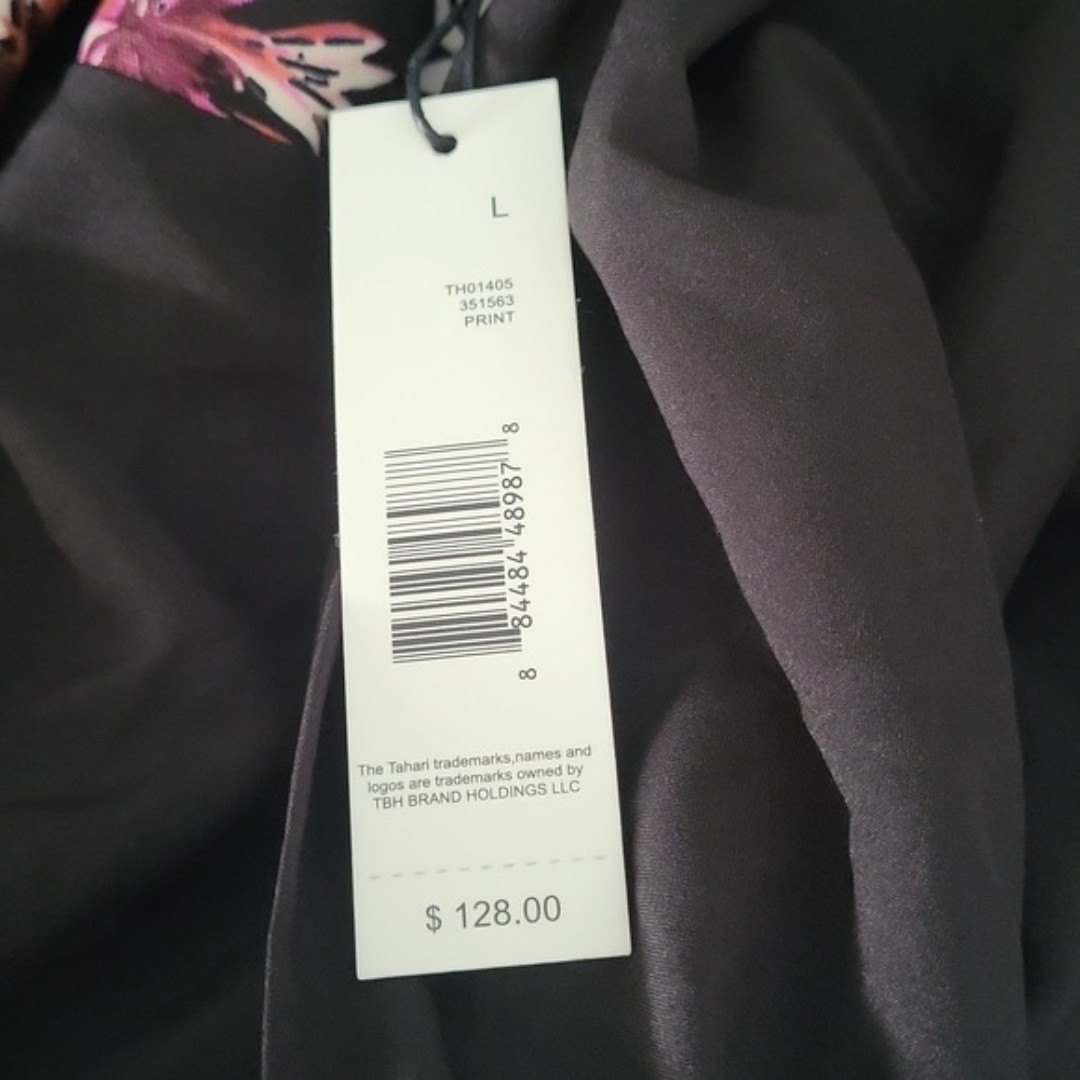 L
TH01405
351563
PRINT
8 84484 48987 8
The Tahari trademarks,names and
logos are trademarks owned by
TBH BRAND HOLDINGS LLC
$ 128.00